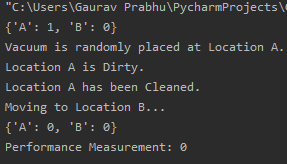 "C:\Users\Gaurav Prabhu\PycharmProjects\
{'A': 1, 'B': 0}
Vacuum is randomly placed at Location A.
Location A is Dirty.
Location A has been Cleaned.
Moving to Location B...
{'A': 0, 'B': 0}
Performance Measurement: 0